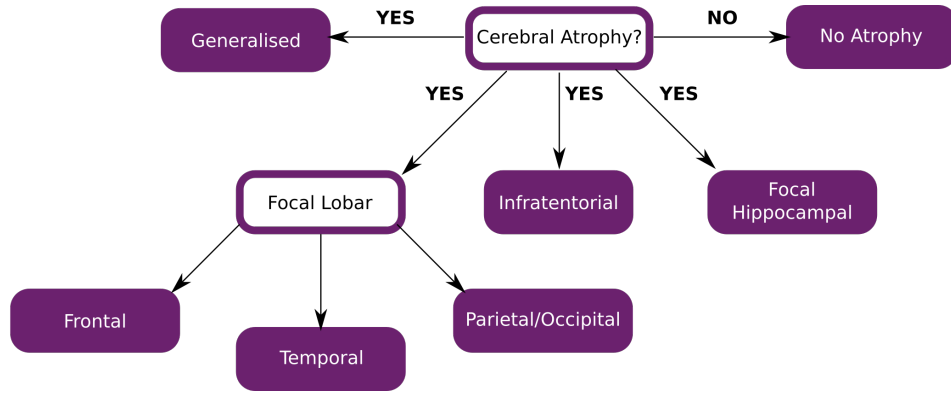 YES
NO
Generalised
Cerebral Atrophy?
No Atrophy
YES
YES
YES
Focal Lobar
Infratentorial
Focal
Hippocampal
Frontal
Temporal
Parietal/Occipital